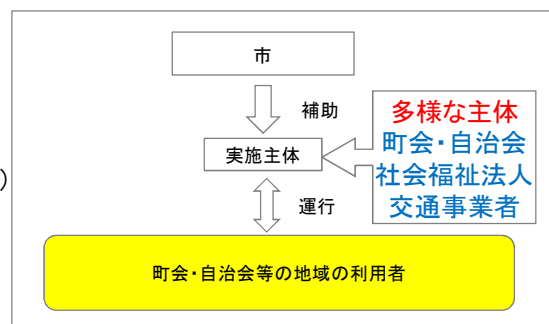 市
補助
多様な主体
町会・自治会
社会福祉法人
交通事業者
実施主体
)
運行
町会・自治会等の地域の利用者